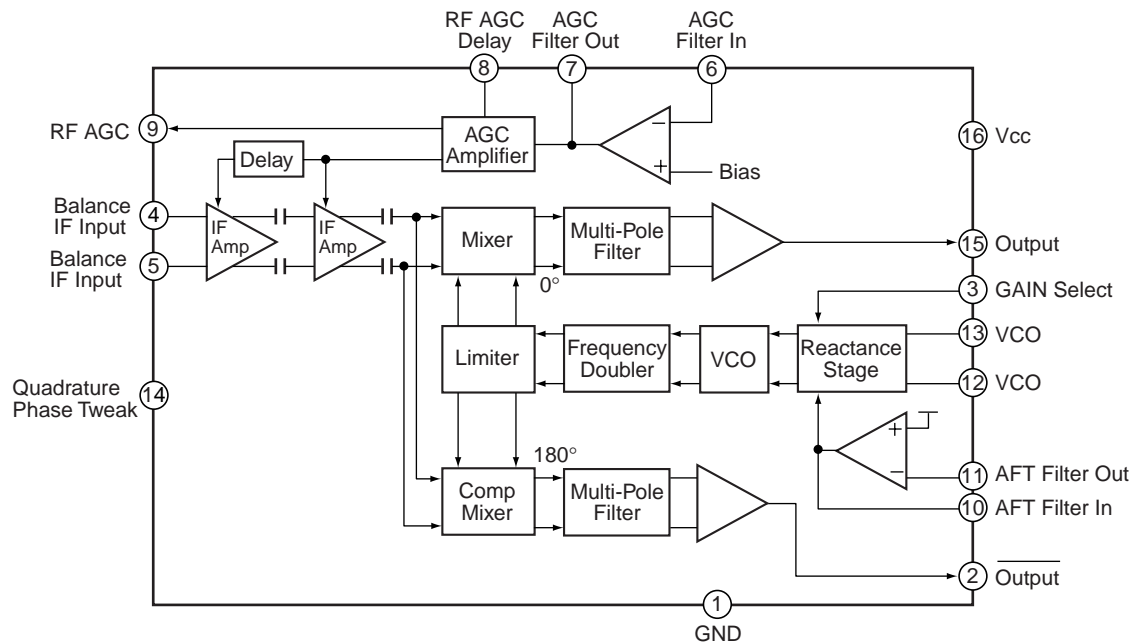 RF AGC
Delay
AGC
Filter Out
AGC
Filter In
8
7
6
RF AGC
9
AGC
Amplifier
−
+
Bias
16
Vcc
Delay
Balance
IF Input
4
IF
Amp
IF
Amp
Mixer
Multi-Pole
Filter
15
Output
Balance
IF Input
5
0°
3
GAIN Select
Limiter
Frequency
Doubler
VCO
Reactance
Stage
13
VCO
12
VCO
Quadrature
Phase Tweak
14
+
−
180°
Comp
Mixer
Multi-Pole
Filter
11
AFT Filter Out
10
AFT Filter In
2
Output
1
GND